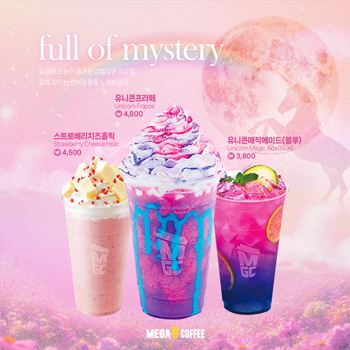 full of mystery
유니콘프라페
Unicorn Frappe
₩ 4,800
스트로베리치즈홀릭
Strawberry Cheese Holic
₩ 4,500
유니콘매직에이드(블루)
Unicorn Magic Ade(Blue)
₩ 3,800
MGC
MGC
MGC
MEGA COFFEE